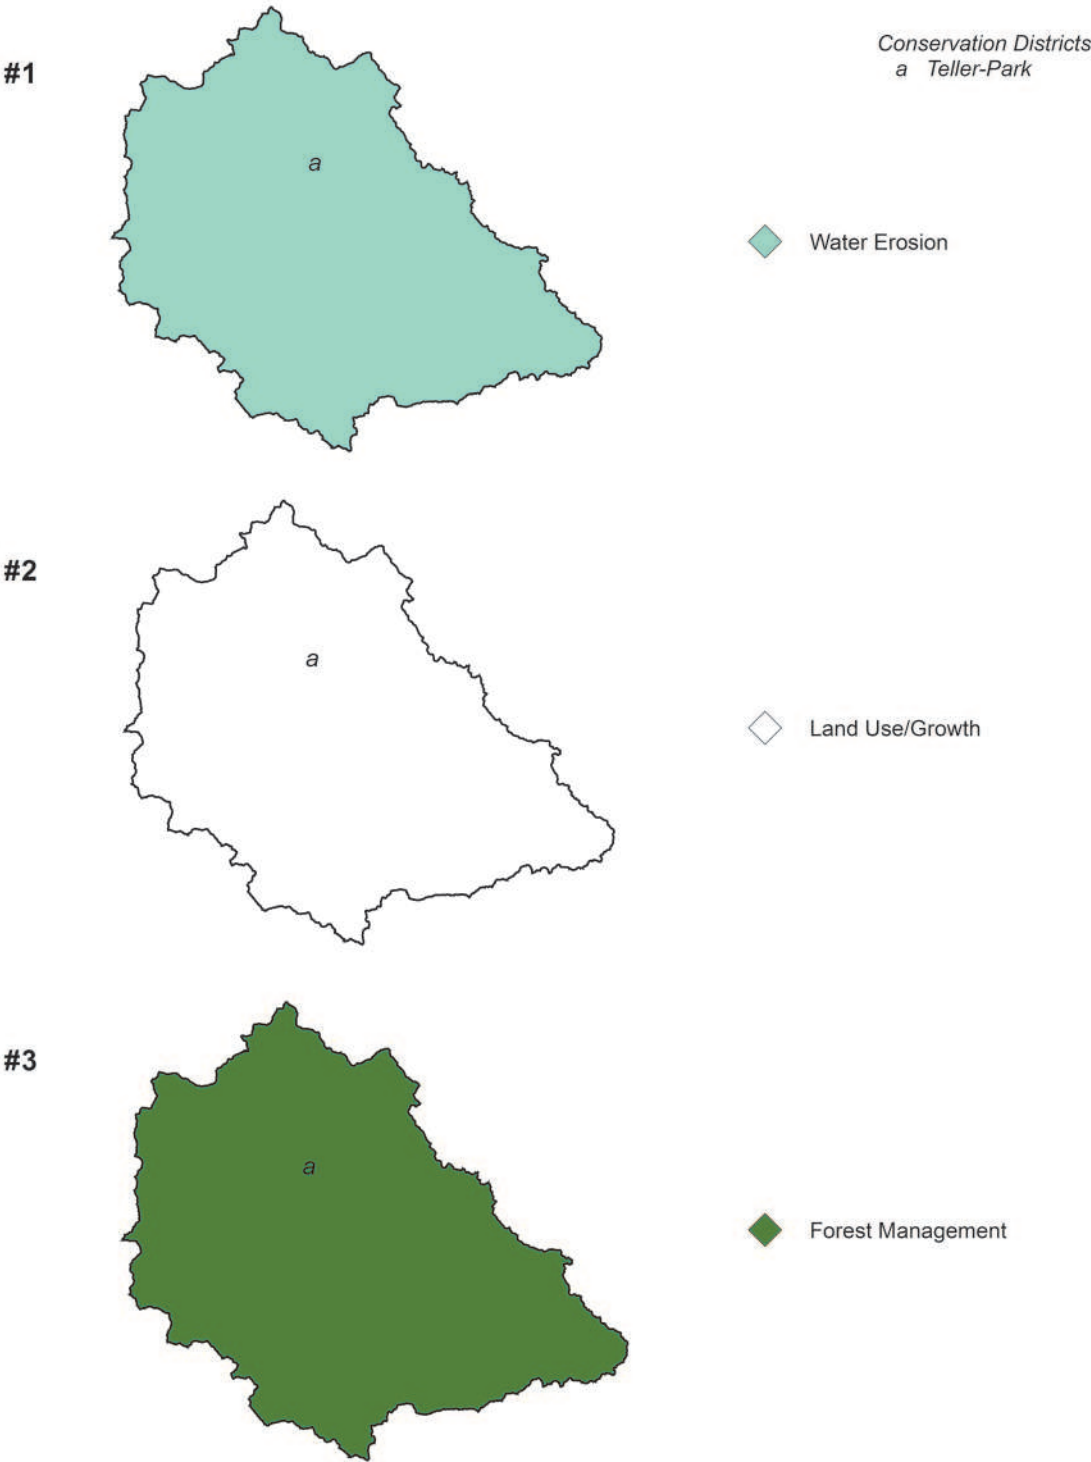 #1
Conservation Districts
a Teller-Park
a
Water Erosion
#2
a
Land Use/Growth
#3
a
Forest Management